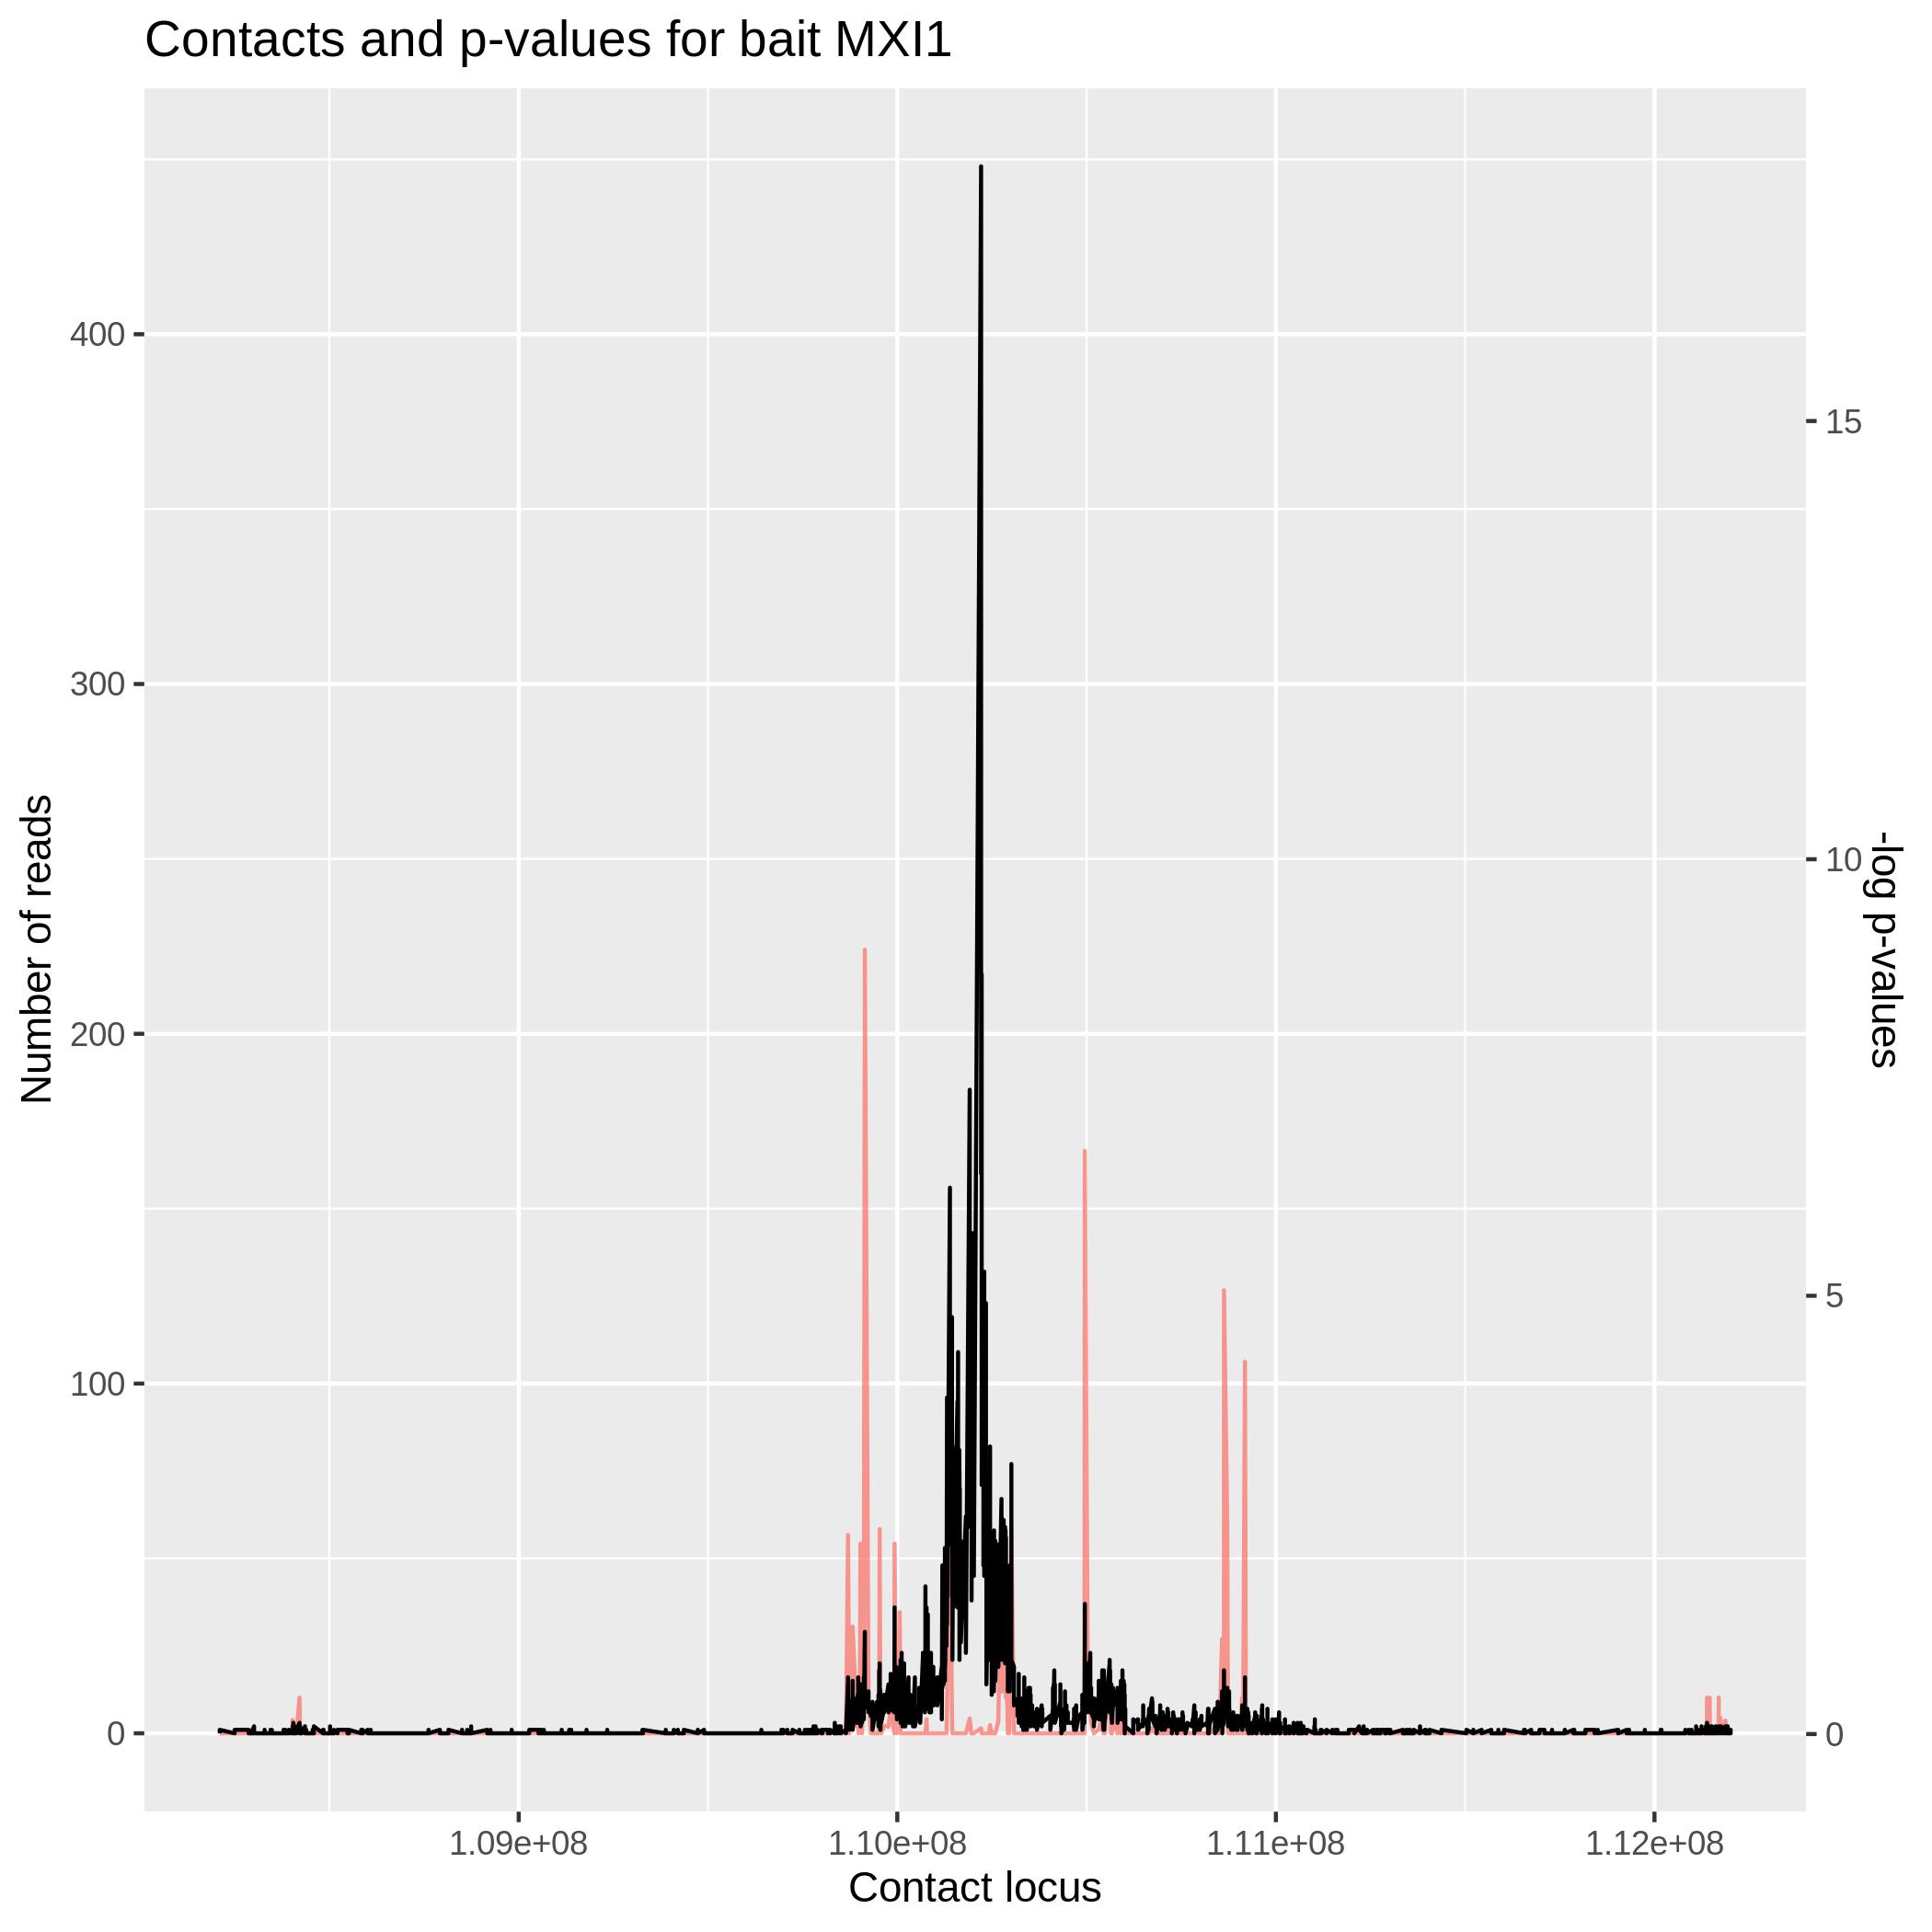 Contacts and p-values for bait MXI1
Number of reads
400
300
200
100
0
15
10
5
0
-log p-values
1.09e+08
1.10e+08
1.11e+08
1.12e+08
Contact locus